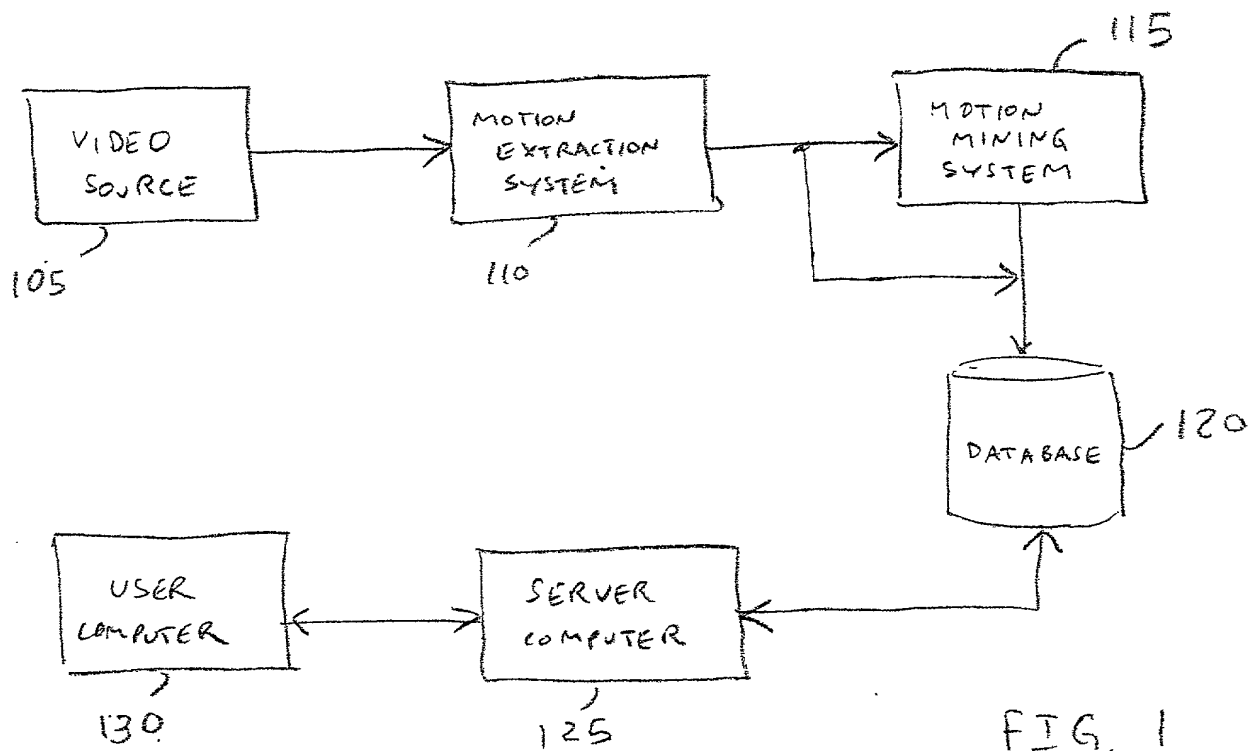 115
VIDEO
SOURCE
105
MOTION
EXTRACTION
SYSTEM
110
MOTION
MINING
SYSTEM
DATABASE
120
USER
COMPUTER
130
SERVER
COMPUTER
125
FIG. 1